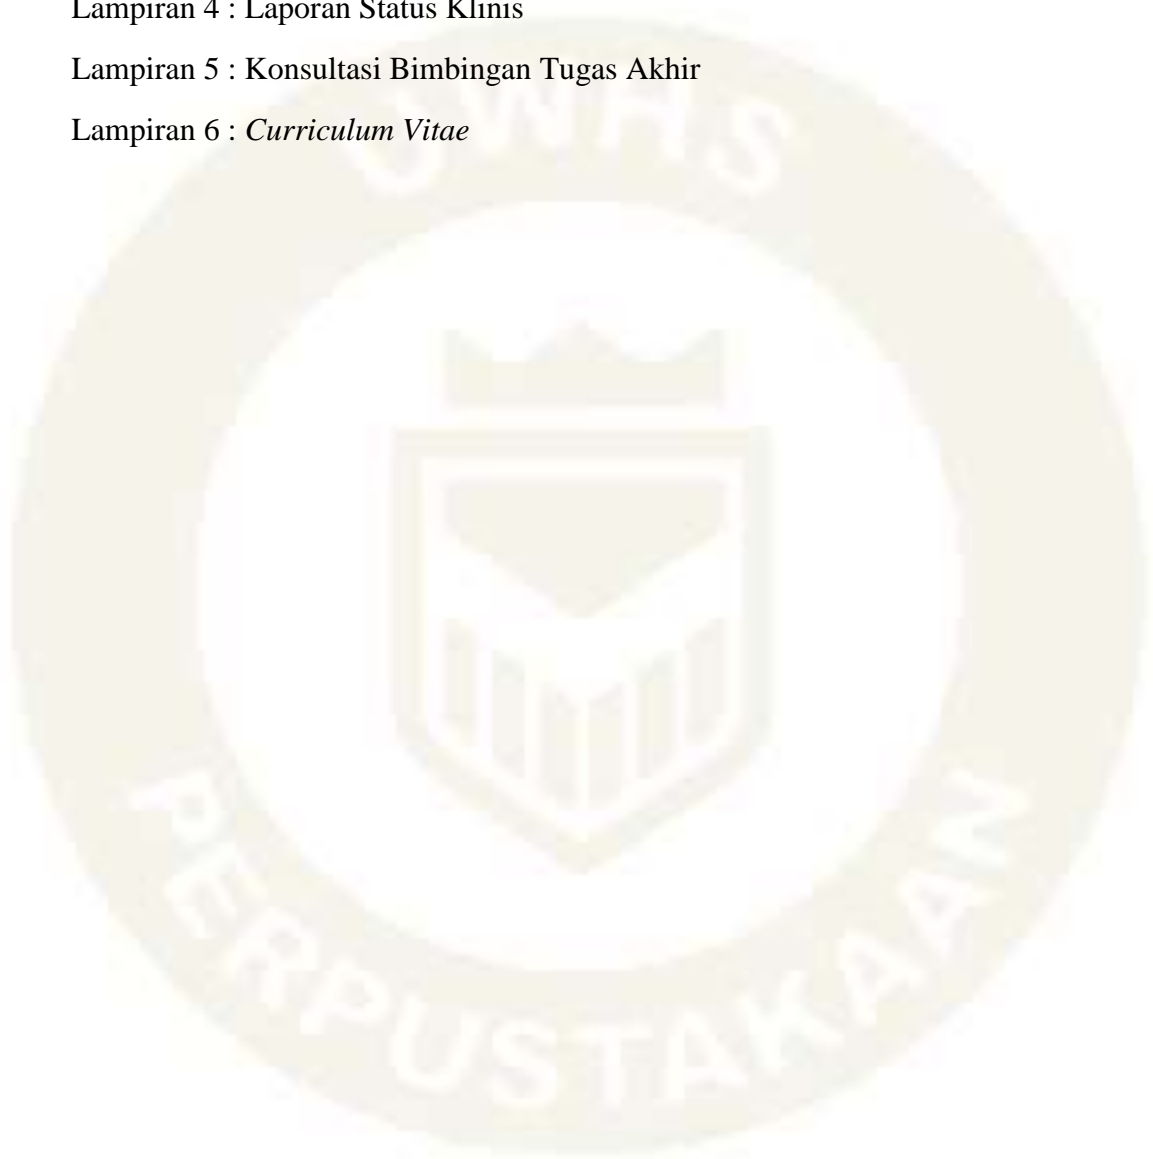 Lampiran 4 : Laporan Status Klinis
Lampiran 5 : Konsultasi Bimbingan Tugas Akhir
Lampiran 6 : Curriculum Vitae
UWHS
PERPUSTAKAAN